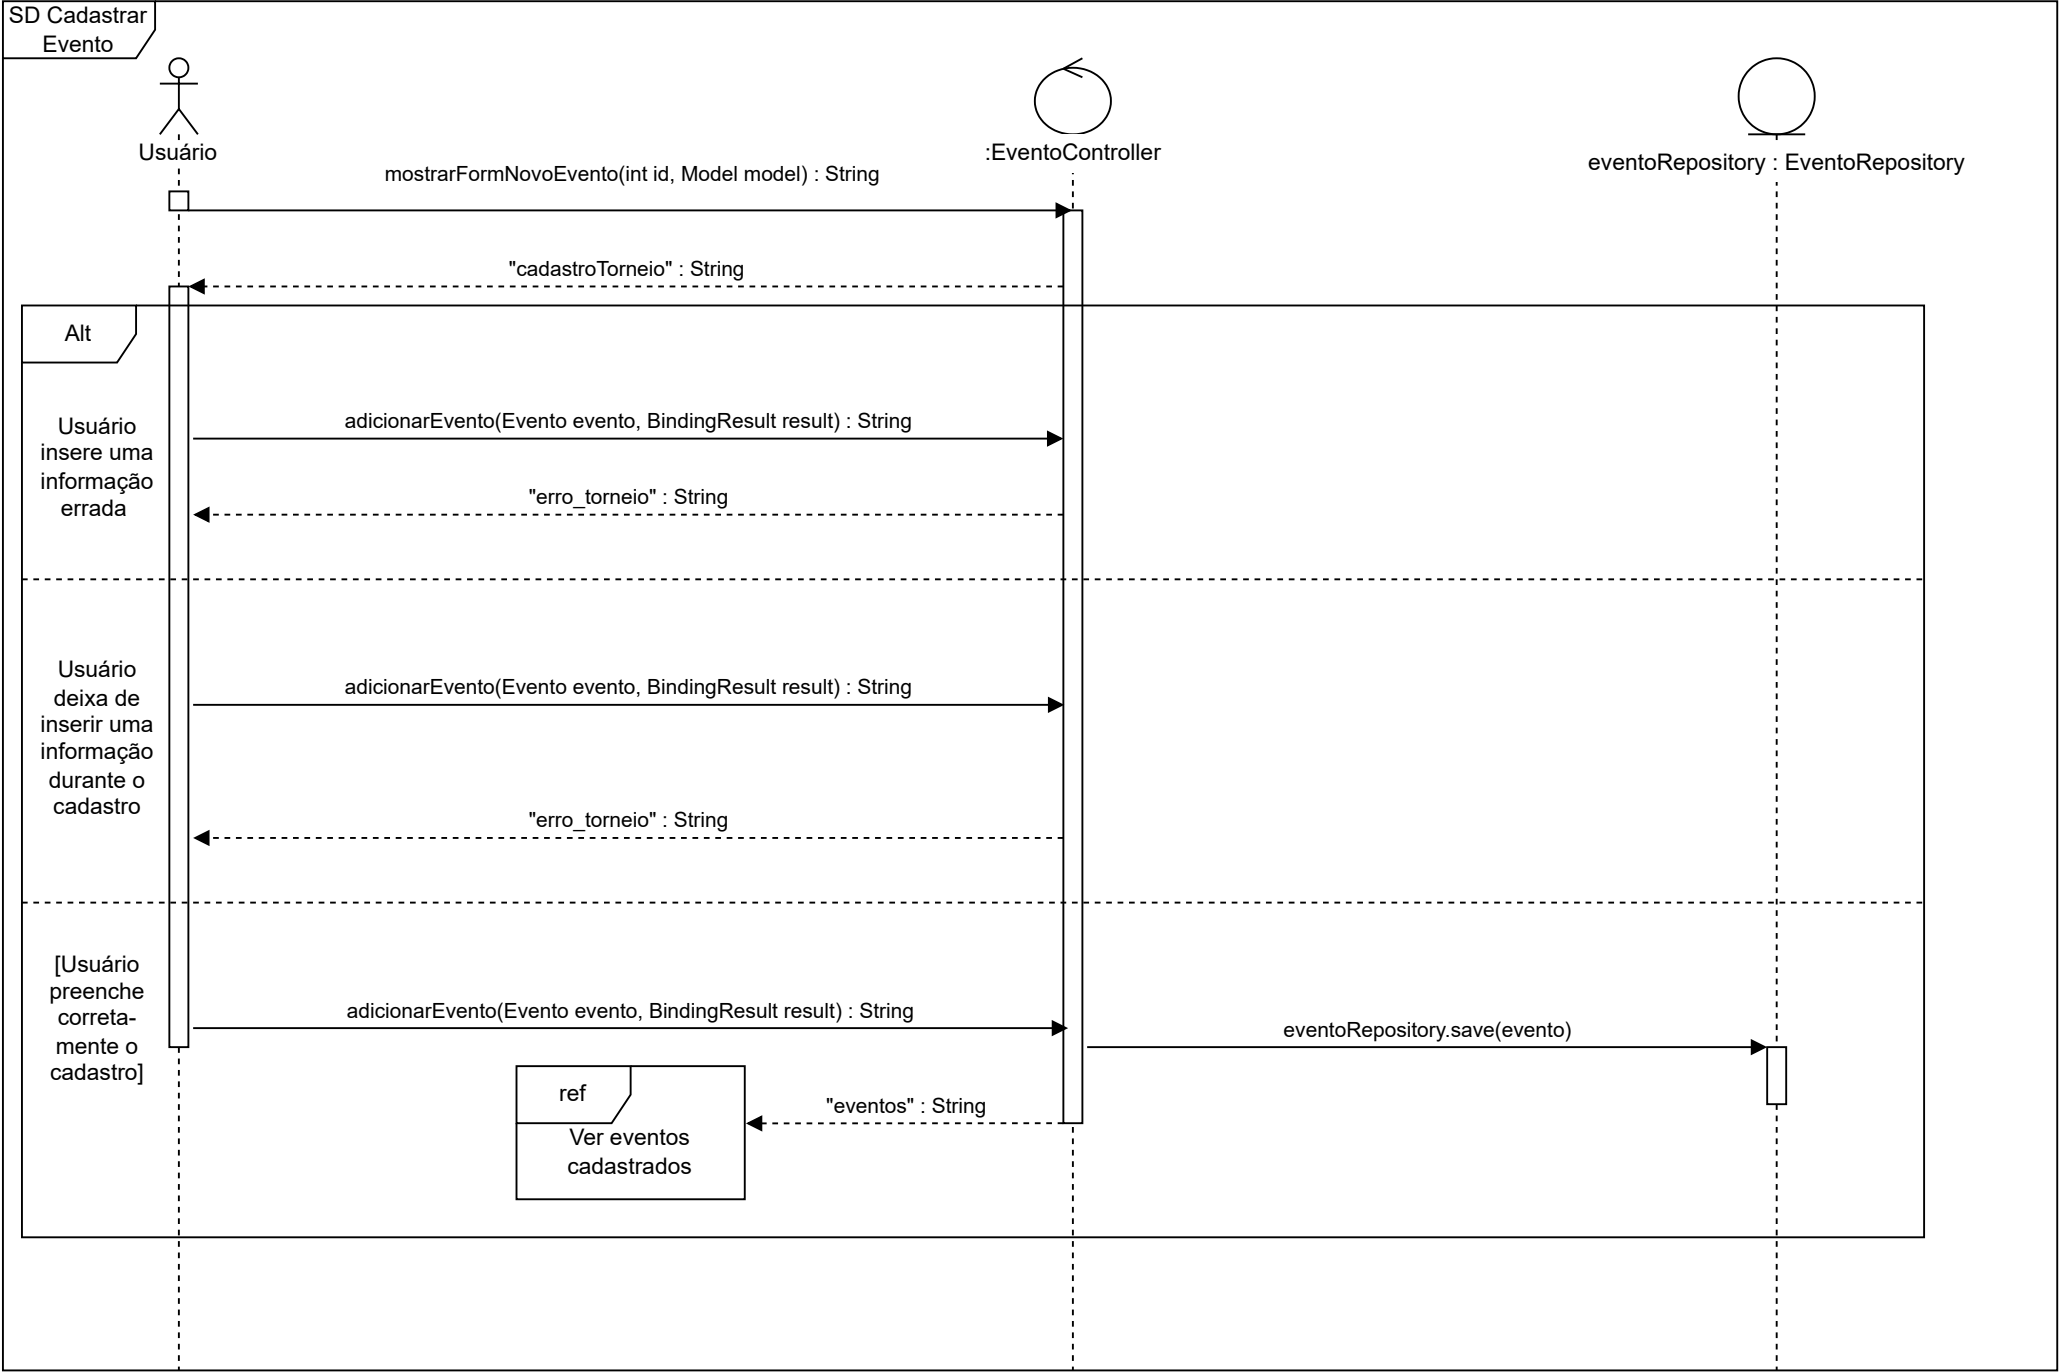 SD Cadastrar
Evento
Usuário
:EventoController
eventoRepository : EventoRepository
mostrarFormNovoEvento(int id, Model model) : String
"cadastroTorneio" : String
Alt
Usuário
insere uma
informação
errada
adicionarEvento(Evento evento, BindingResult result) : String
"erro_torneio" : String
Usuário
deixa de
inserir uma
informação
durante o
cadastro
adicionarEvento(Evento evento, BindingResult result) : String
"erro_torneio" : String
[Usuário
preenche
correta-
mente o
cadastro]
adicionarEvento(Evento evento, BindingResult result) : String
eventoRepository.save(evento)
ref
Ver eventos
cadastrados
"eventos" : String